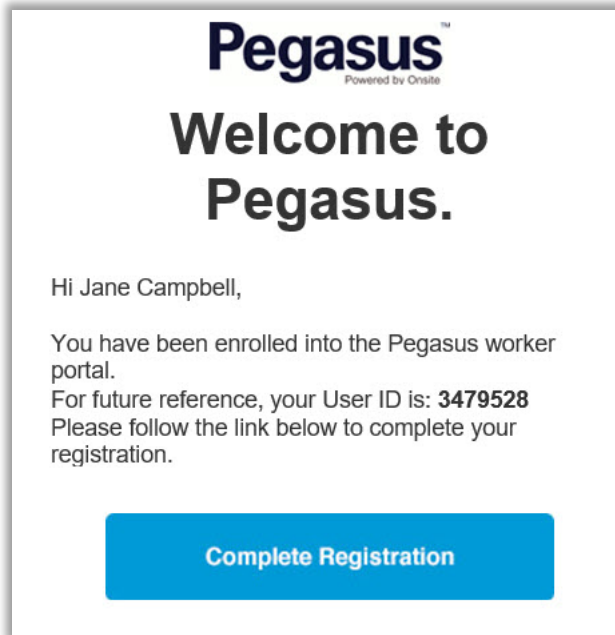 Pegasus™
Powered by Onsite
Welcome to
Pegasus.
Hi Jane Campbell,
You have been enrolled into the Pegasus worker
portal.
For future reference, your User ID is: 3479528
Please follow the link below to complete your
registration.
Complete Registration